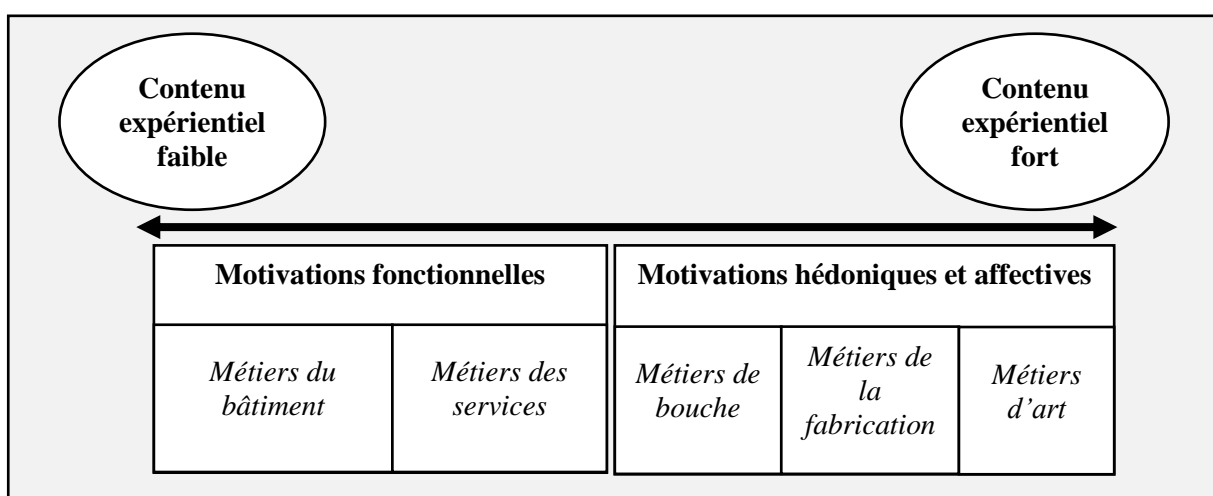 Contenu
expérientiel
faible
Contenu
expérientiel
fort
Motivations fonctionnelles
Motivations hédoniques et affectives
Métiers du
bâtiment
Métiers des
services
Métiers de
bouche
Métiers de
la
fabrication
Métiers
d’art